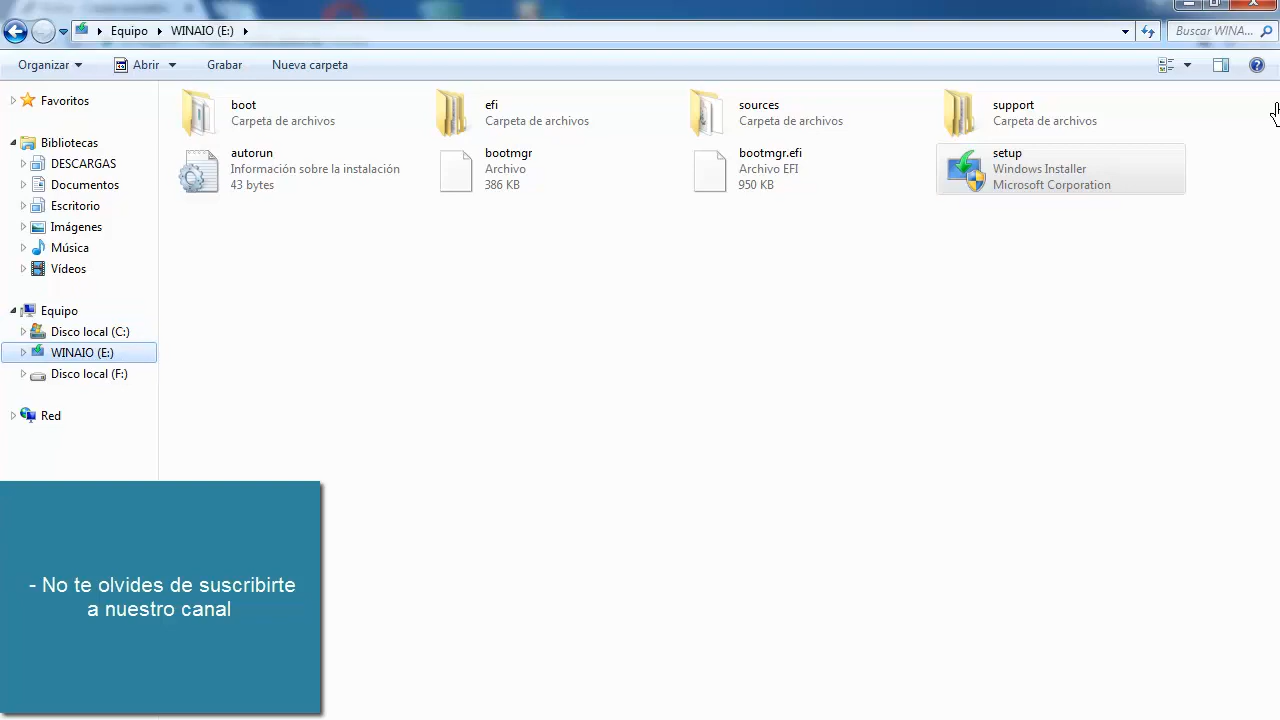 Equipo WINAIO (E:)
Buscar WINA...
Organizar Abrir Grabar Nueva carpeta
Favoritos
Bibliotecas
DESCARGAS
Documentos
Escritorio
Imágenes
Música
Vídeos
Equipo
Disco local (C:)
WINAIO (E:)
Disco local (F:)
Red
boot
Carpeta de archivos
efi
Carpeta de archivos
sources
Carpeta de archivos
support
Carpeta de archivos
autorun
Información sobre la instalación
43 bytes
bootmgr
Archivo
386 KB
bootmgr.efi
Archivo EFI
950 KB
setup
Windows Installer
Microsoft Corporation
- No te olvides de suscribirte
a nuestro canal